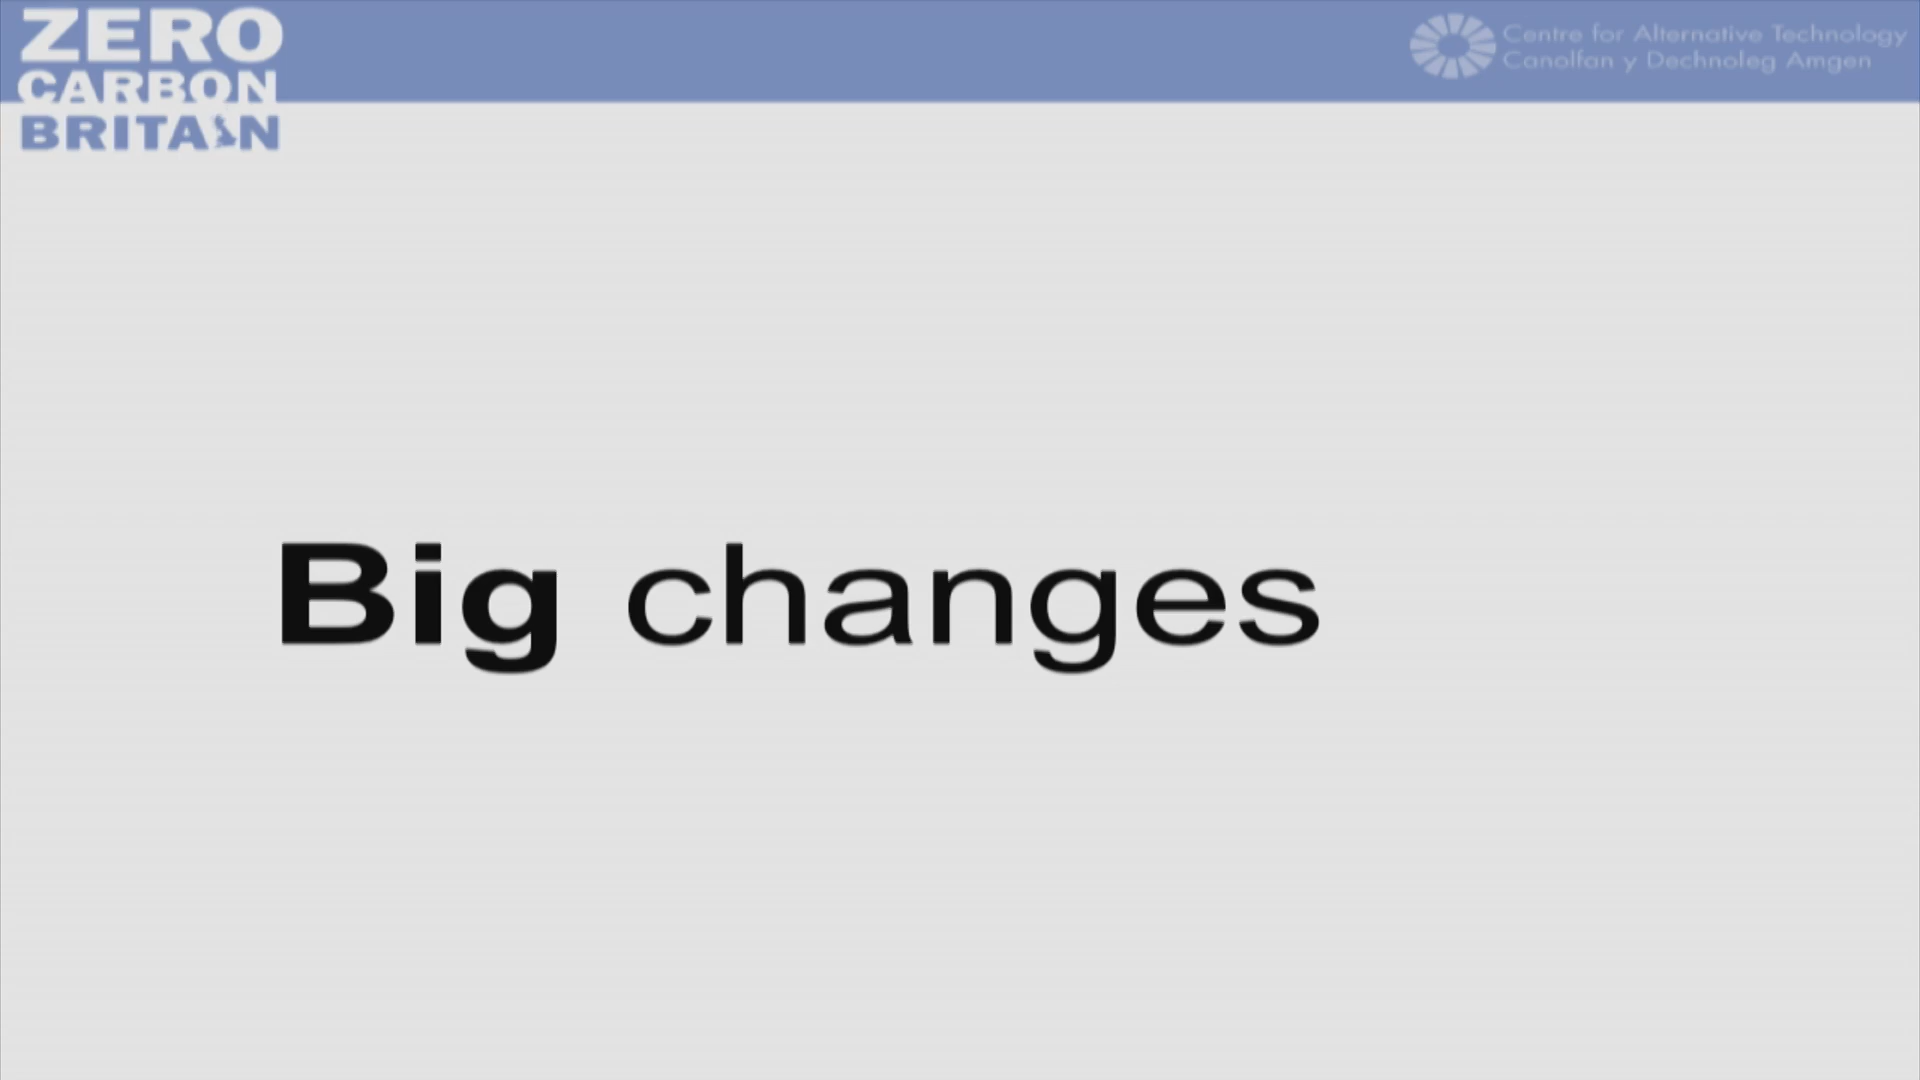 ZERO
CARBON
BRITAIN
Centre for Alternative Technology
Canolfan y Dechnoleg Amgen
Big changes